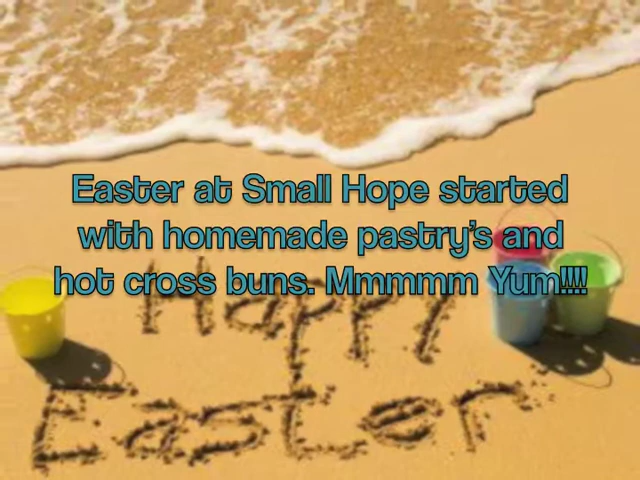 Easter at Small Hope started
with homemade pastry's and
hot cross buns. Mmmmm Yum!!!!
Happy
Easter